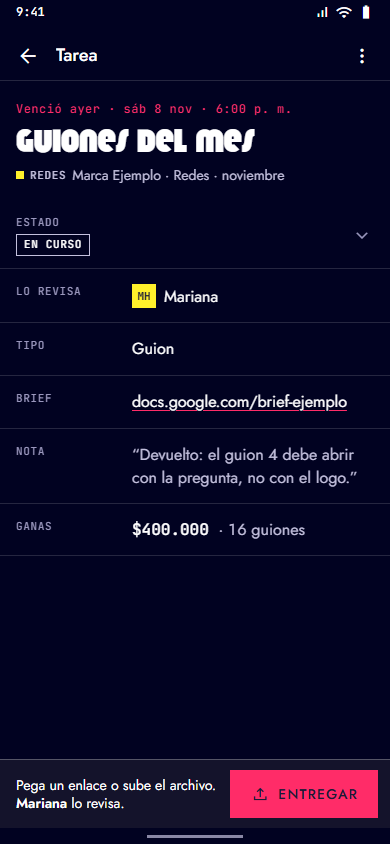 9:41
Tarea
Venció ayer · sáb 8 nov · 6:00 p. m.
Guiones del mes
REDES Marca Ejemplo · Redes · noviembre
ESTADO
EN CURSO
LO REVISA
MH Mariana
TIPO
Guion
BRIEF
docs.google.com/brief-ejemplo
NOTA
“Devuelto: el guion 4 debe abrir
con la pregunta, no con el logo.”
GANAS
$400.000 · 16 guiones
Pega un enlace o sube el archivo.
Mariana lo revisa.
ENTREGAR